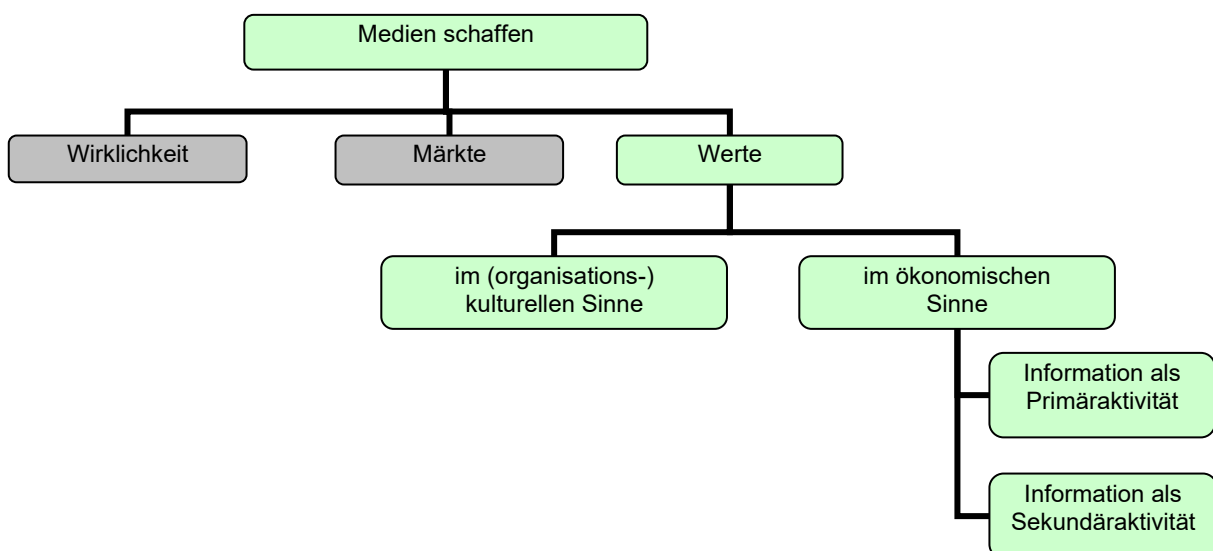 Medien schaffen
Wirklichkeit
Märkte
Werte
im (organisations-)
kulturellen Sinne
im ökonomischen
Sinne
Information als
Primäraktivität
Information als
Sekundäraktivität